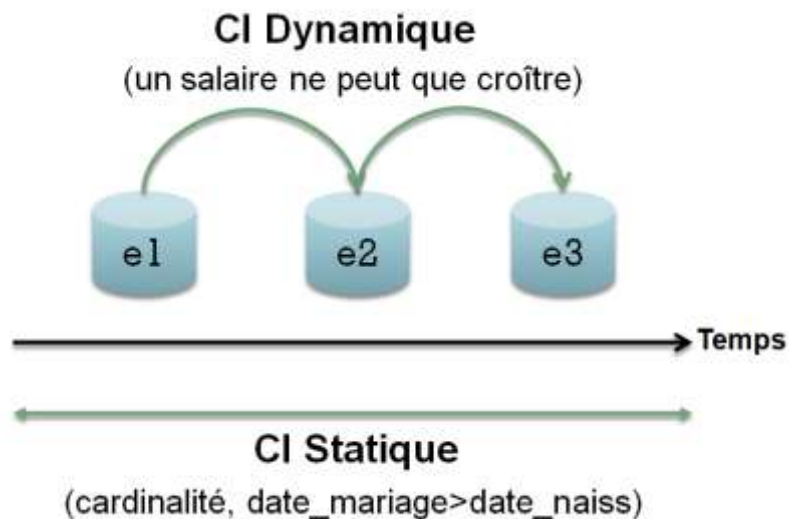 CI Dynamique
(un salaire ne peut que croître)
e1 e2 e3
Temps
CI Statique
(cardinalité, date_mariage>date_naiss)